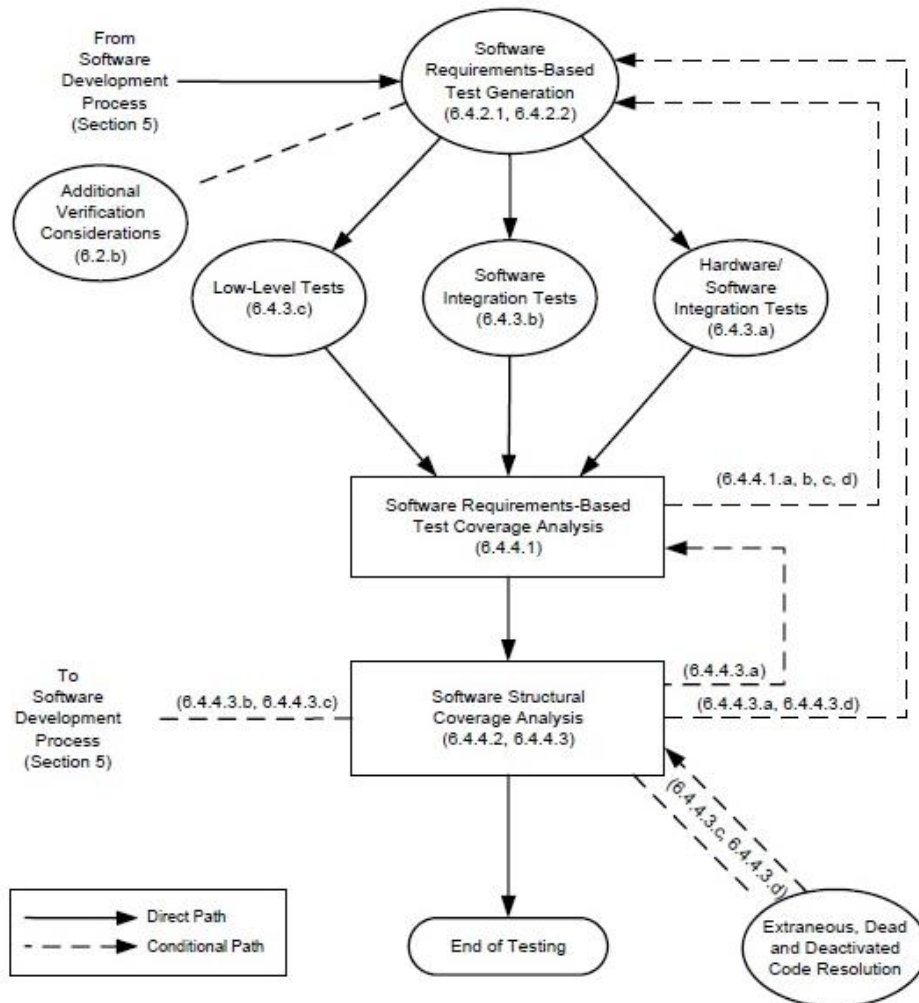 From
Software
Development
Process
(Section 5)
Software
Requirements-Based
Test Generation
(6.4.2.1, 6.4.2.2)
Additional
Verification
Considerations
(6.2.b)
Low-Level Tests
(6.4.3.c)
Software
Integration Tests
(6.4.3.b)
Hardware/
Software
Integration Tests
(6.4.3.a)
(6.4.4.1.a, b, c, d)
Software Requirements-Based
Test Coverage Analysis
(6.4.4.1)
To
Software
Development
Process
(Section 5)
(6.4.4.3.b, 6.4.4.3.c)
Software Structural
Coverage Analysis
(6.4.4.2, 6.4.4.3)
(6.4.4.3.a)
(6.4.4.3.a, 6.4.4.3.d)
(6.4.4.3.c, 6.4.4.3.d)
Direct Path
Conditional Path
End of Testing
Extraneous, Dead
and Deactivated
Code Resolution